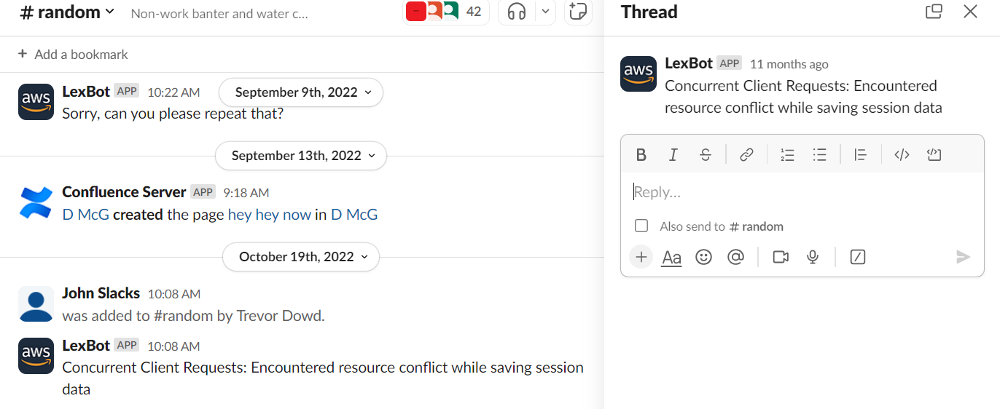 # random
Non-work banter and water c...
42
+ Add a bookmark
aws
LexBot APP 10:22 AM
September 9th, 2022
Sorry, can you please repeat that?
September 13th, 2022
Confluence Server APP 9:18 AM
D McG created the page hey hey now in D McG
October 19th, 2022
John Slacks 10:08 AM
was added to #random by Trevor Dowd.
aws
LexBot APP 10:08 AM
Concurrent Client Requests: Encountered resource conflict while saving session
data
Thread
aws
LexBot APP 11 months ago
Concurrent Client Requests: Encountered
resource conflict while saving session data
B I S
Reply...
Also send to # random
+ Aa @